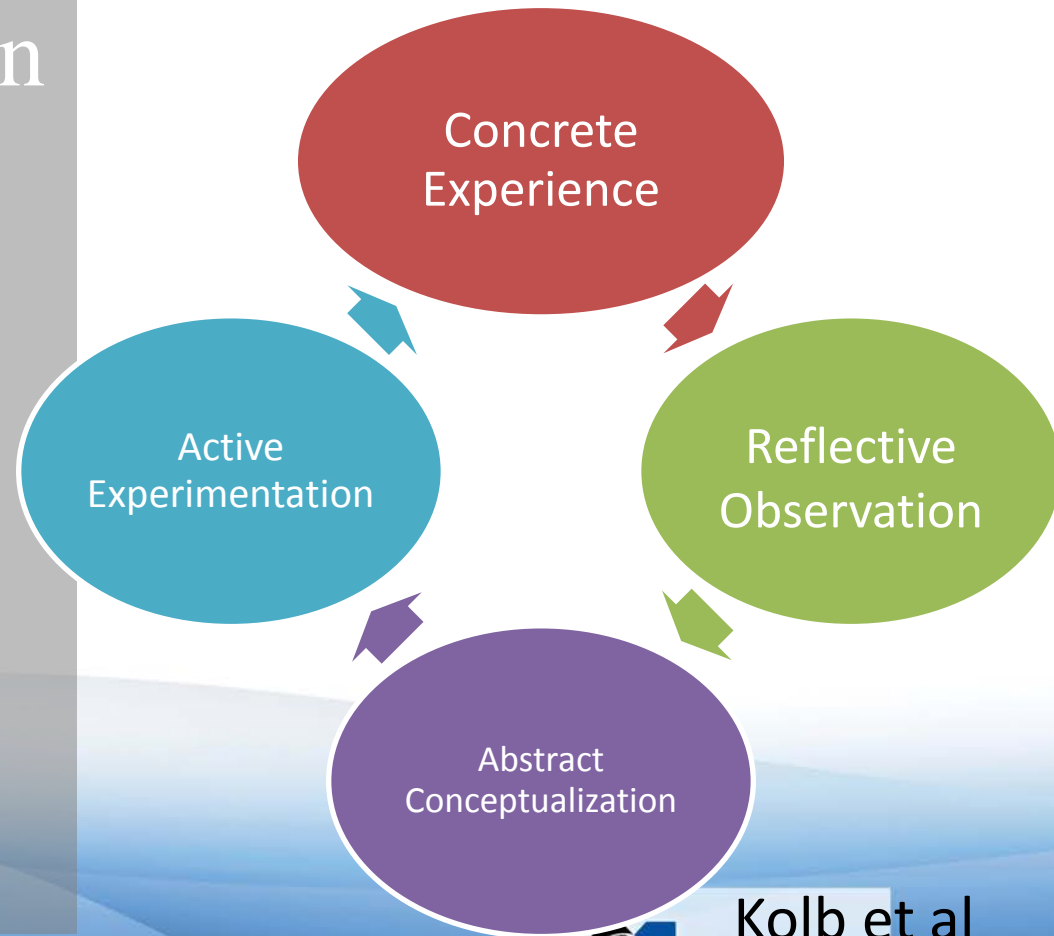 n
Concrete
Experience
Active
Experimentation
Reflective
Observation
Abstract
Conceptualization
Kolb et al